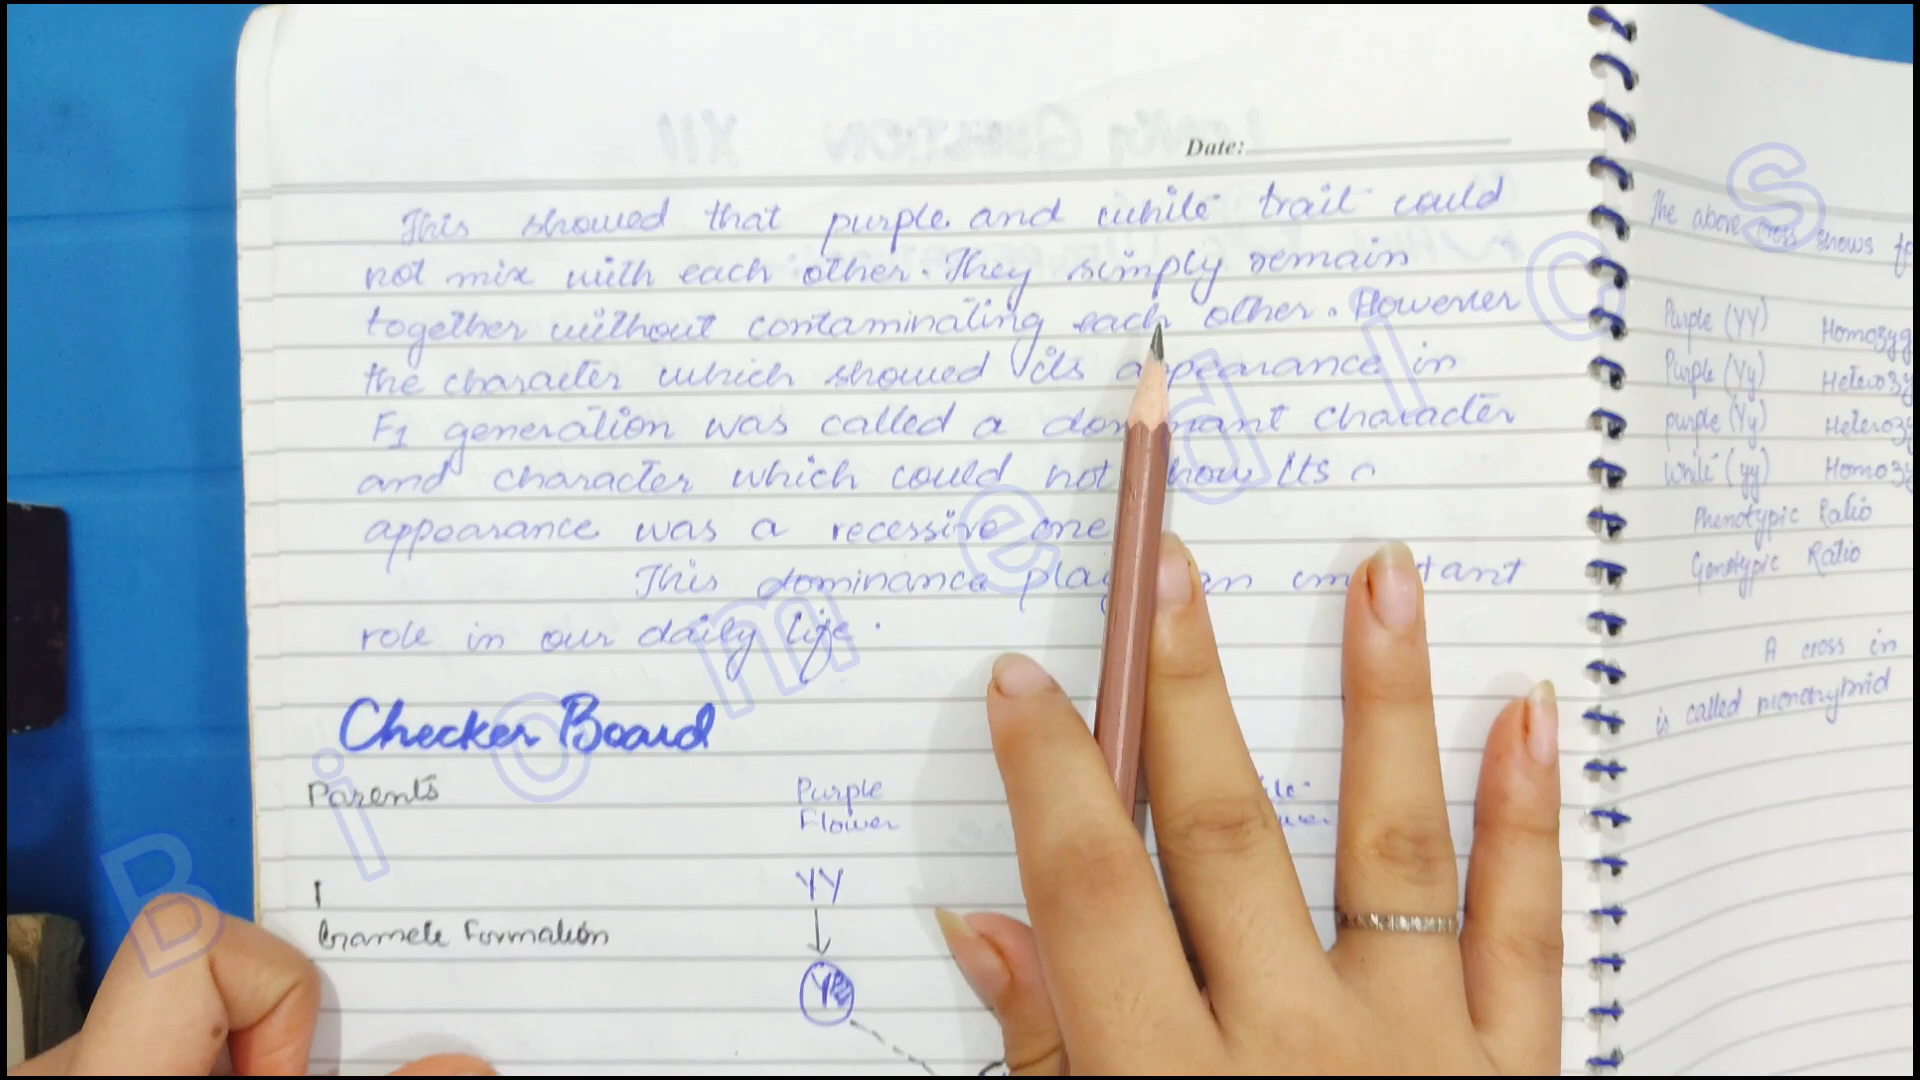 Date:
This showed that purple and white trait could
not mix with each other. They simply remain
together without contaminating each other. However
the character which showed its appearance in
F1 generation was called a dominant character
and character which could not show its
appearance was a recessive one
This dominance play an important
role in our daily life.
Checker Board
Parents
Purple
Flower
YY
Gamete Formation
Y
The above cross shows
Purple (YY)
Purple (Yy)
purple (Yy)
white (yy)
Phenotypic Ratio
Genotypic Ratio
A cross in
is called monohybrid
Biomedics